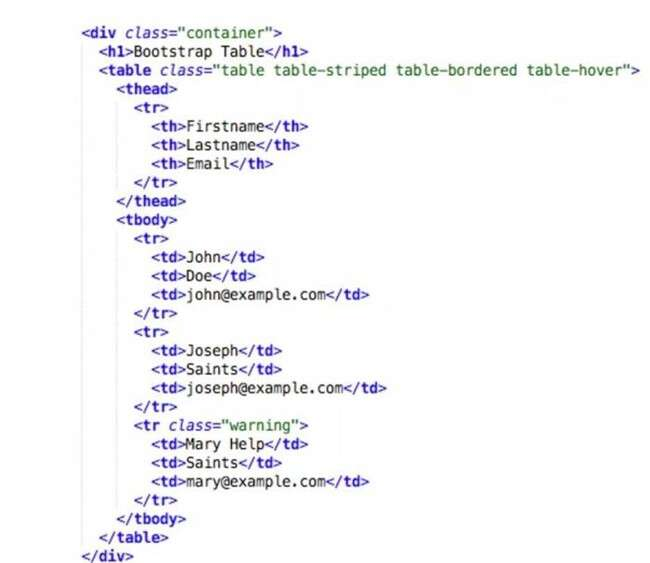 <div class="container">
<h1>Bootstrap Table</h1>
<table class="table table-striped table-bordered table-hover">
<thead>
<tr>
<th>Firstname</th>
<th>Lastname</th>
<th>Email</th>
</tr>
</thead>
<tbody>
<tr>
<td>John</td>
<td>Doe</td>
<td>john@example.com</td>
</tr>
<tr>
<td>Joseph</td>
<td>Saints</td>
<td>joseph@example.com</td>
</tr>
<tr class="warning">
<td>Mary Help</td>
<td>Saints</td>
<td>mary@example.com</td>
</tr>
</tbody>
</table>
</div>